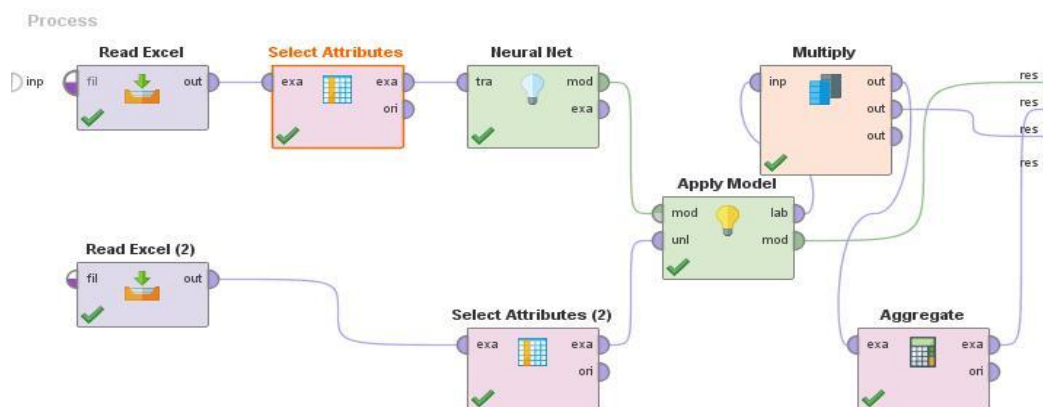 Process
Read Excel
Select Attributes
Neural Net
Multiply
inp
fil
out
exa
exa
ori
tra
mod
exa
inp
out
out
out
res
res
res
res
Apply Model
mod
lab
unl
mod
Read Excel (2)
fil
out
Select Attributes (2)
exa
exa
ori
Aggregate
exa
exa
ori